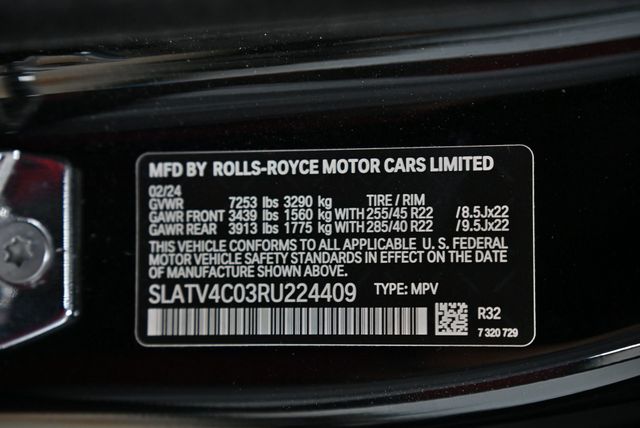 MFD BY ROLLS-ROYCE MOTOR CARS LIMITED
02/24
GVWR 7253 lbs 3290 kg TIRE / RIM
GAWR FRONT 3439 lbs 1560 kg WITH 255/45 R22 /8.5Jx22
GAWR REAR 3913 lbs 1775 kg WITH 285/40 R22 /9.5Jx22
THIS VEHICLE CONFORMS TO ALL APPLICABLE U. S. FEDERAL
MOTOR VEHICLE SAFETY STANDARDS IN EFFECT ON THE DATE
OF MANUFACTURE SHOWN ABOVE.
SLATV4C03RU224409 TYPE: MPV
R32
7 320 729